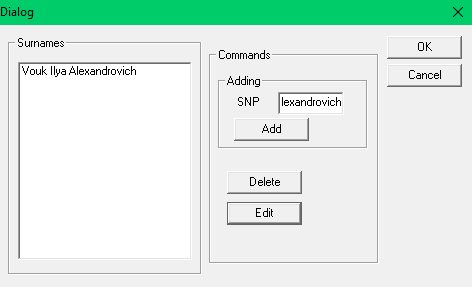 Dialog
Surnames
Vouk Ilya Alexandrovich
Commands
Adding
SNP lexandrovich
Add
Delete
Edit
OK
Cancel